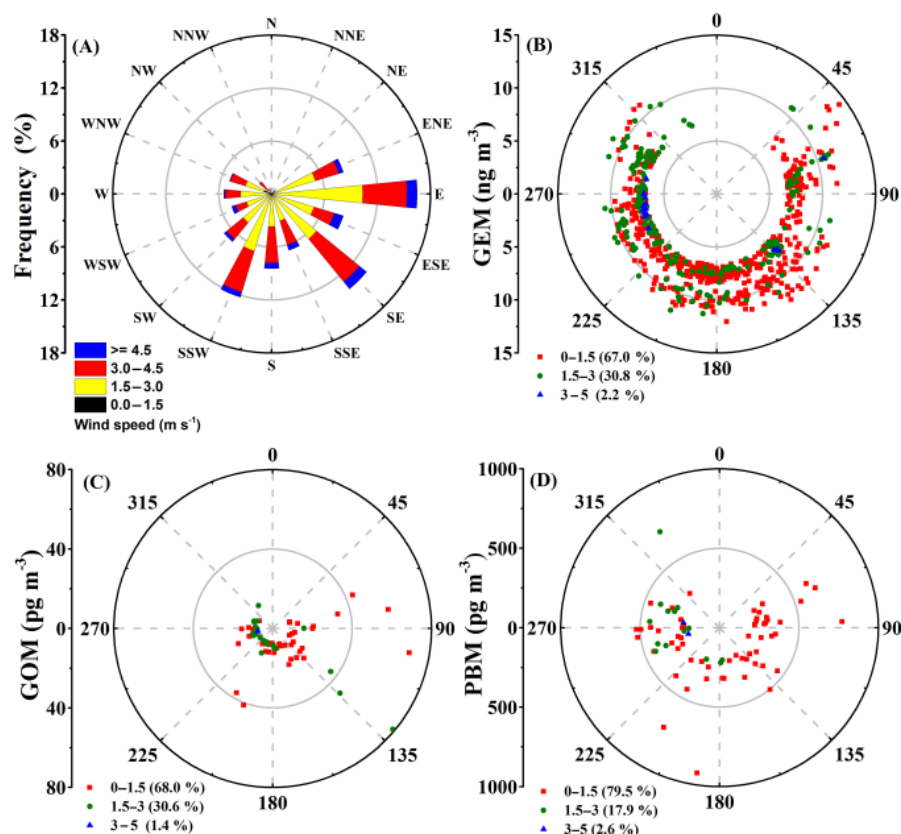 (A)
N
NNE
NE
ENE
E
ESE
SE
SSE
S
SSW
SW
WSW
W
WNW
NW
NNW
Frequency (%)
18
12
6
0
6
12
18
>= 4.5
3.0–4.5
1.5–3.0
0.0–1.5
Wind speed (m s⁻¹)
(B)
0
45
90
135
180
225
270
315
GEM (ng m⁻³)
15
10
5
0
5
10
15
0–1.5 (67.0 %)
1.5–3 (30.8 %)
3–5 (2.2 %)
(C)
0
45
90
135
180
225
270
315
GOM (pg m⁻³)
80
40
0
40
80
0–1.5 (68.0 %)
1.5–3 (30.6 %)
3–5 (1.4 %)
(D)
0
45
90
135
180
225
270
315
PBM (pg m⁻³)
1000
500
0
500
1000
0–1.5 (79.5 %)
1.5–3 (17.9 %)
3–5 (2.6 %)